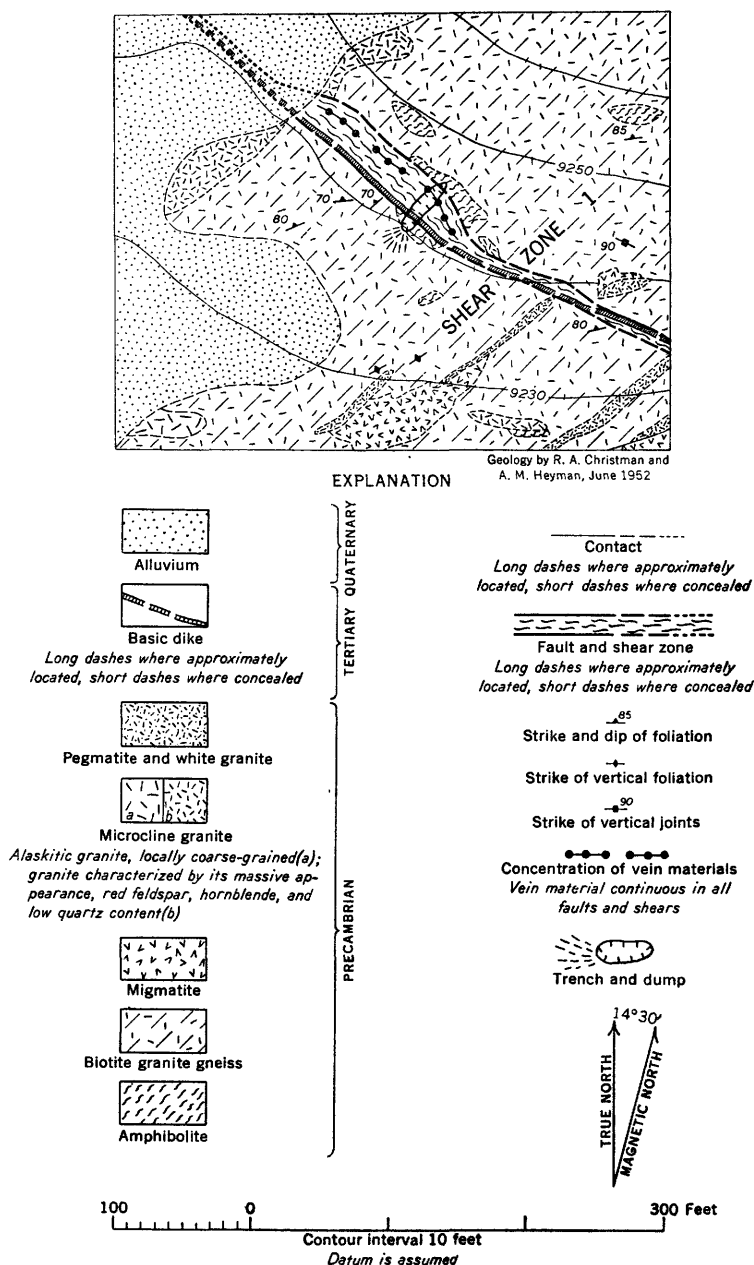 85
9250
70
70
80
90
SHEAR ZONE 1
80
9230
Geology by R. A. Christman and
A. M. Heyman, June 1952
EXPLANATION
Alluvium
QUATERNARY
Basic dike
Long dashes where approximately
located, short dashes where concealed
TERTIARY
Pegmatite and white granite
a
b
Microcline granite
Alaskitic granite, locally coarse-grained(a);
granite characterized by its massive ap-
pearance, red feldspar, hornblende, and
low quartz content(b)
Migmatite
Biotite granite gneiss
Amphibolite
PRECAMBRIAN
Contact
Long dashes where approximately
located, short dashes where concealed
Fault and shear zone
Long dashes where approximately
located, short dashes where concealed
85
Strike and dip of foliation
Strike of vertical foliation
90
Strike of vertical joints
Concentration of vein materials
Vein material continuous in all
faults and shears
Trench and dump
14°30'
TRUE NORTH
MAGNETIC NORTH
100 0 300 Feet
Contour interval 10 feet
Datum is assumed